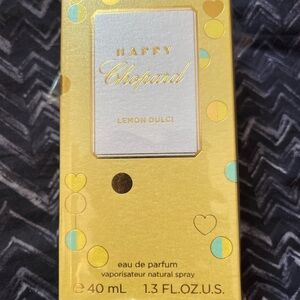 HAPPY
Chopard
LEMON DULCI
eau de parfum
vaporisateur natural spray
℮ 40 mL 1.3 FL.OZ.U.S.